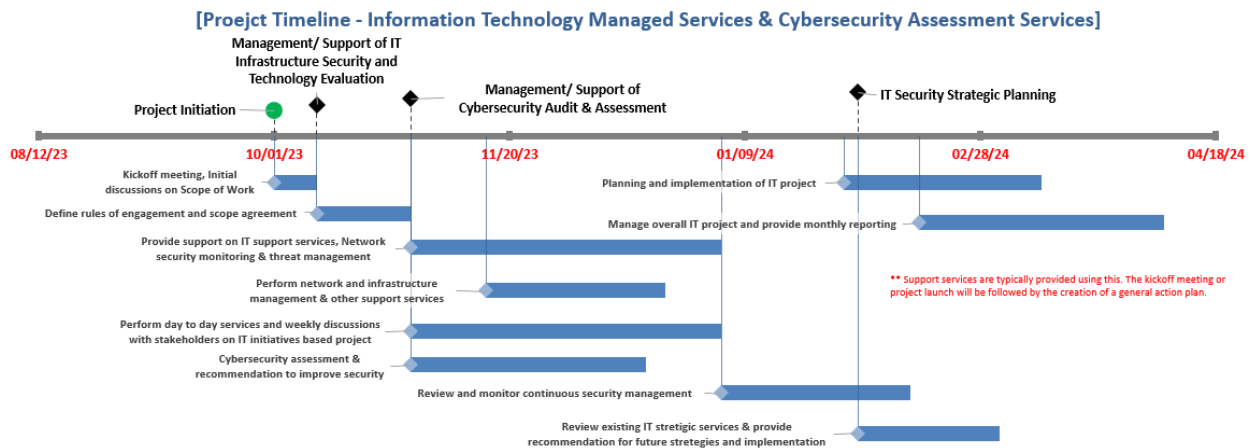 [Proejct Timeline - Information Technology Managed Services & Cybersecurity Assessment Services]
Management/ Support of IT
Infrastructure Security and
Technology Evaluation
Project Initiation
Management/ Support of
Cybersecurity Audit & Assessment
IT Security Strategic Planning
08/12/23
10/01/23
11/20/23
01/09/24
02/28/24
04/18/24
Kickoff meeting, Initial
discussions on Scope of Work
Planning and implementation of IT project
Define rules of engagement and scope agreement
Manage overall IT project and provide monthly reporting
Provide support on IT support services, Network
security monitoring & threat management
Perform network and infrastructure
management & other support services
** Support services are typically provided using this. The kickoff meeting or
project launch will be followed by the creation of a general action plan.
Perform day to day services and weekly discussions
with stakeholders on IT initiatives based project
Cybersecurity assessment &
recommendation to improve security
Review and monitor continuous security management
Review existing IT stretigic services & provide
recommendation for future stretegies and implementation